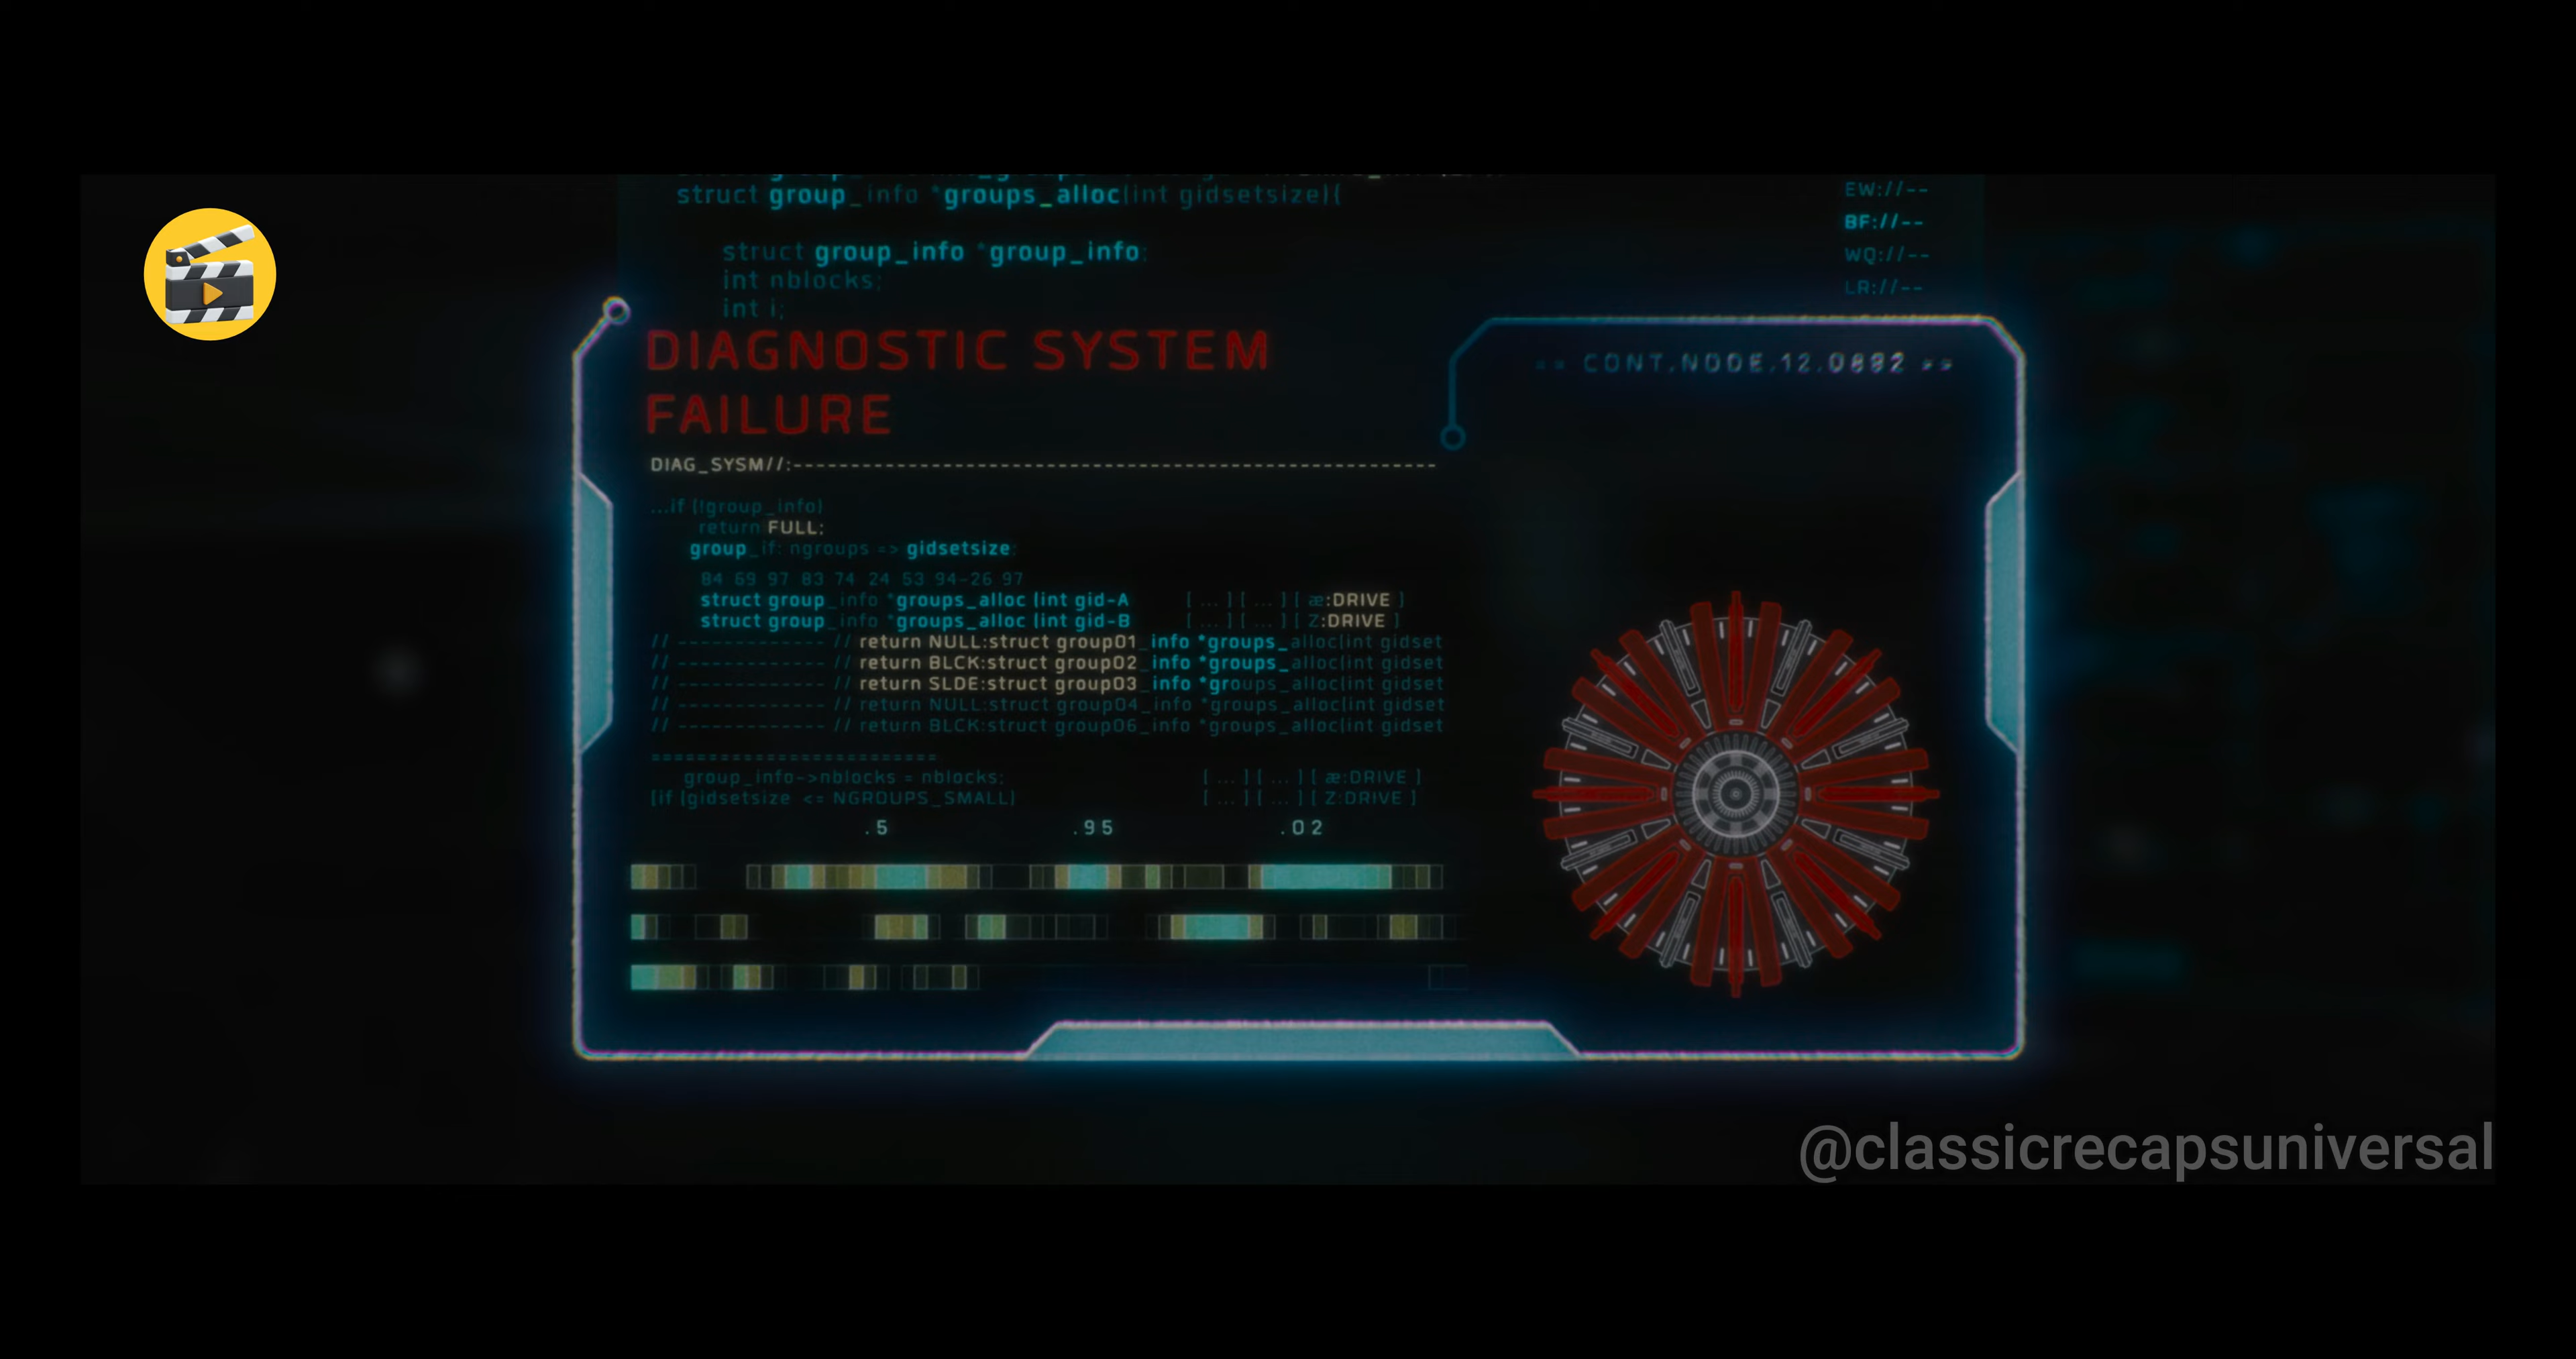 struct group_info *groups_alloc(int gidsetsize){
EW://--
BF://--
struct group_info *group_info;
WQ://--
int nblocks;
LR://--
int i;
DIAGNOSTIC SYSTEM
FAILURE
== CONT.NODE.12.0882 »»
DIAG_SYSM//:--------------------------------------------------------
...if (!group_info)
return FULL;
group_if: ngroups => gidsetsize;
84 69 97 83 74 24 53 94-26 97
struct group_info *groups_alloc (int gid-A [ ... ] [ ... ] [ æ:DRIVE ]
struct group_info *groups_alloc (int gid-B [ ... ] [ ... ] [ Z:DRIVE ]
// ------------- // return NULL:struct group01_info *groups_alloc(int gidset
// ------------- // return BLCK:struct group02_info *groups_alloc(int gidset
// ------------- // return SLDE:struct group03_info *groups_alloc(int gidset
// ------------- // return NULL:struct group04_info *groups_alloc(int gidset
// ------------- // return BLCK:struct group06_info *groups_alloc(int gidset
=========================
group_info->nblocks = nblocks; [ ... ] [ ... ] [ æ:DRIVE ]
(if (gidsetsize <= NGROUPS_SMALL) [ ... ] [ ... ] [ Z:DRIVE ]
.5 .95 .02
@classicrecapsuniversal